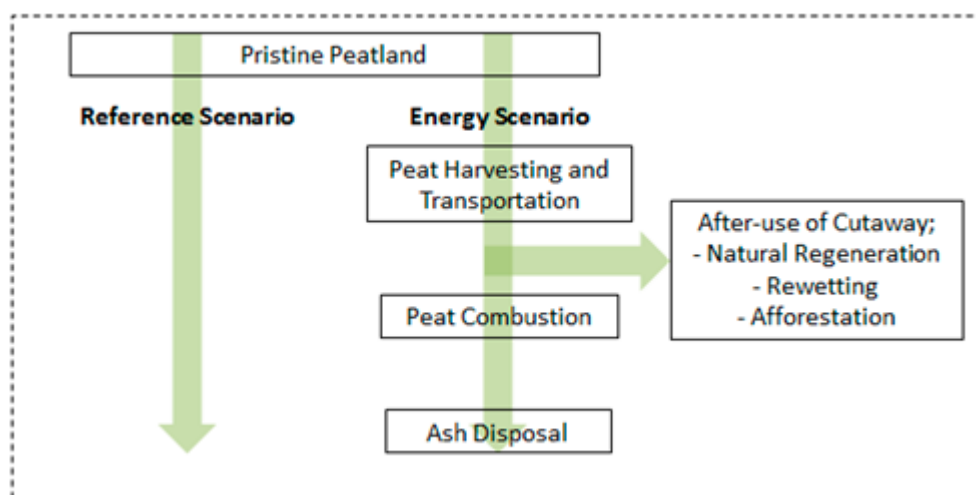 Pristine Peatland
Reference Scenario
Energy Scenario
Peat Harvesting and
Transportation
After-use of Cutaway;
- Natural Regeneration
- Rewetting
- Afforestation
Peat Combustion
Ash Disposal